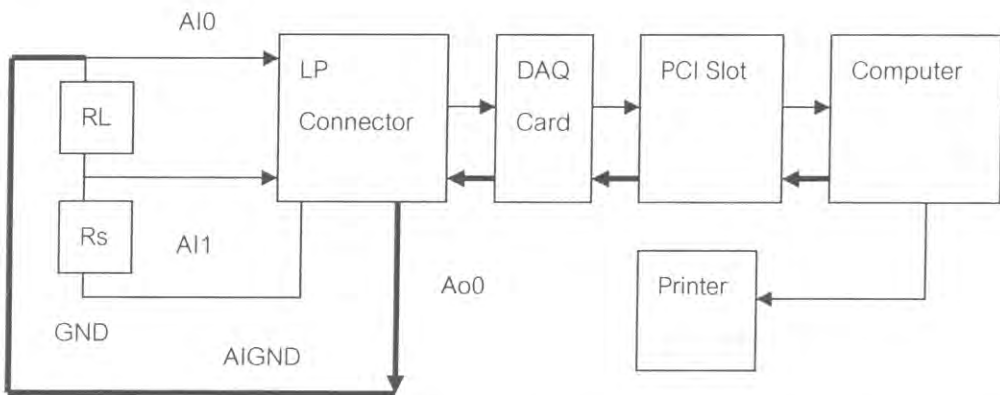 AI0
LP
Connector
DAQ
Card
PCI Slot
Computer
RL
Rs
AI1
Ao0
Printer
GND
AIGND